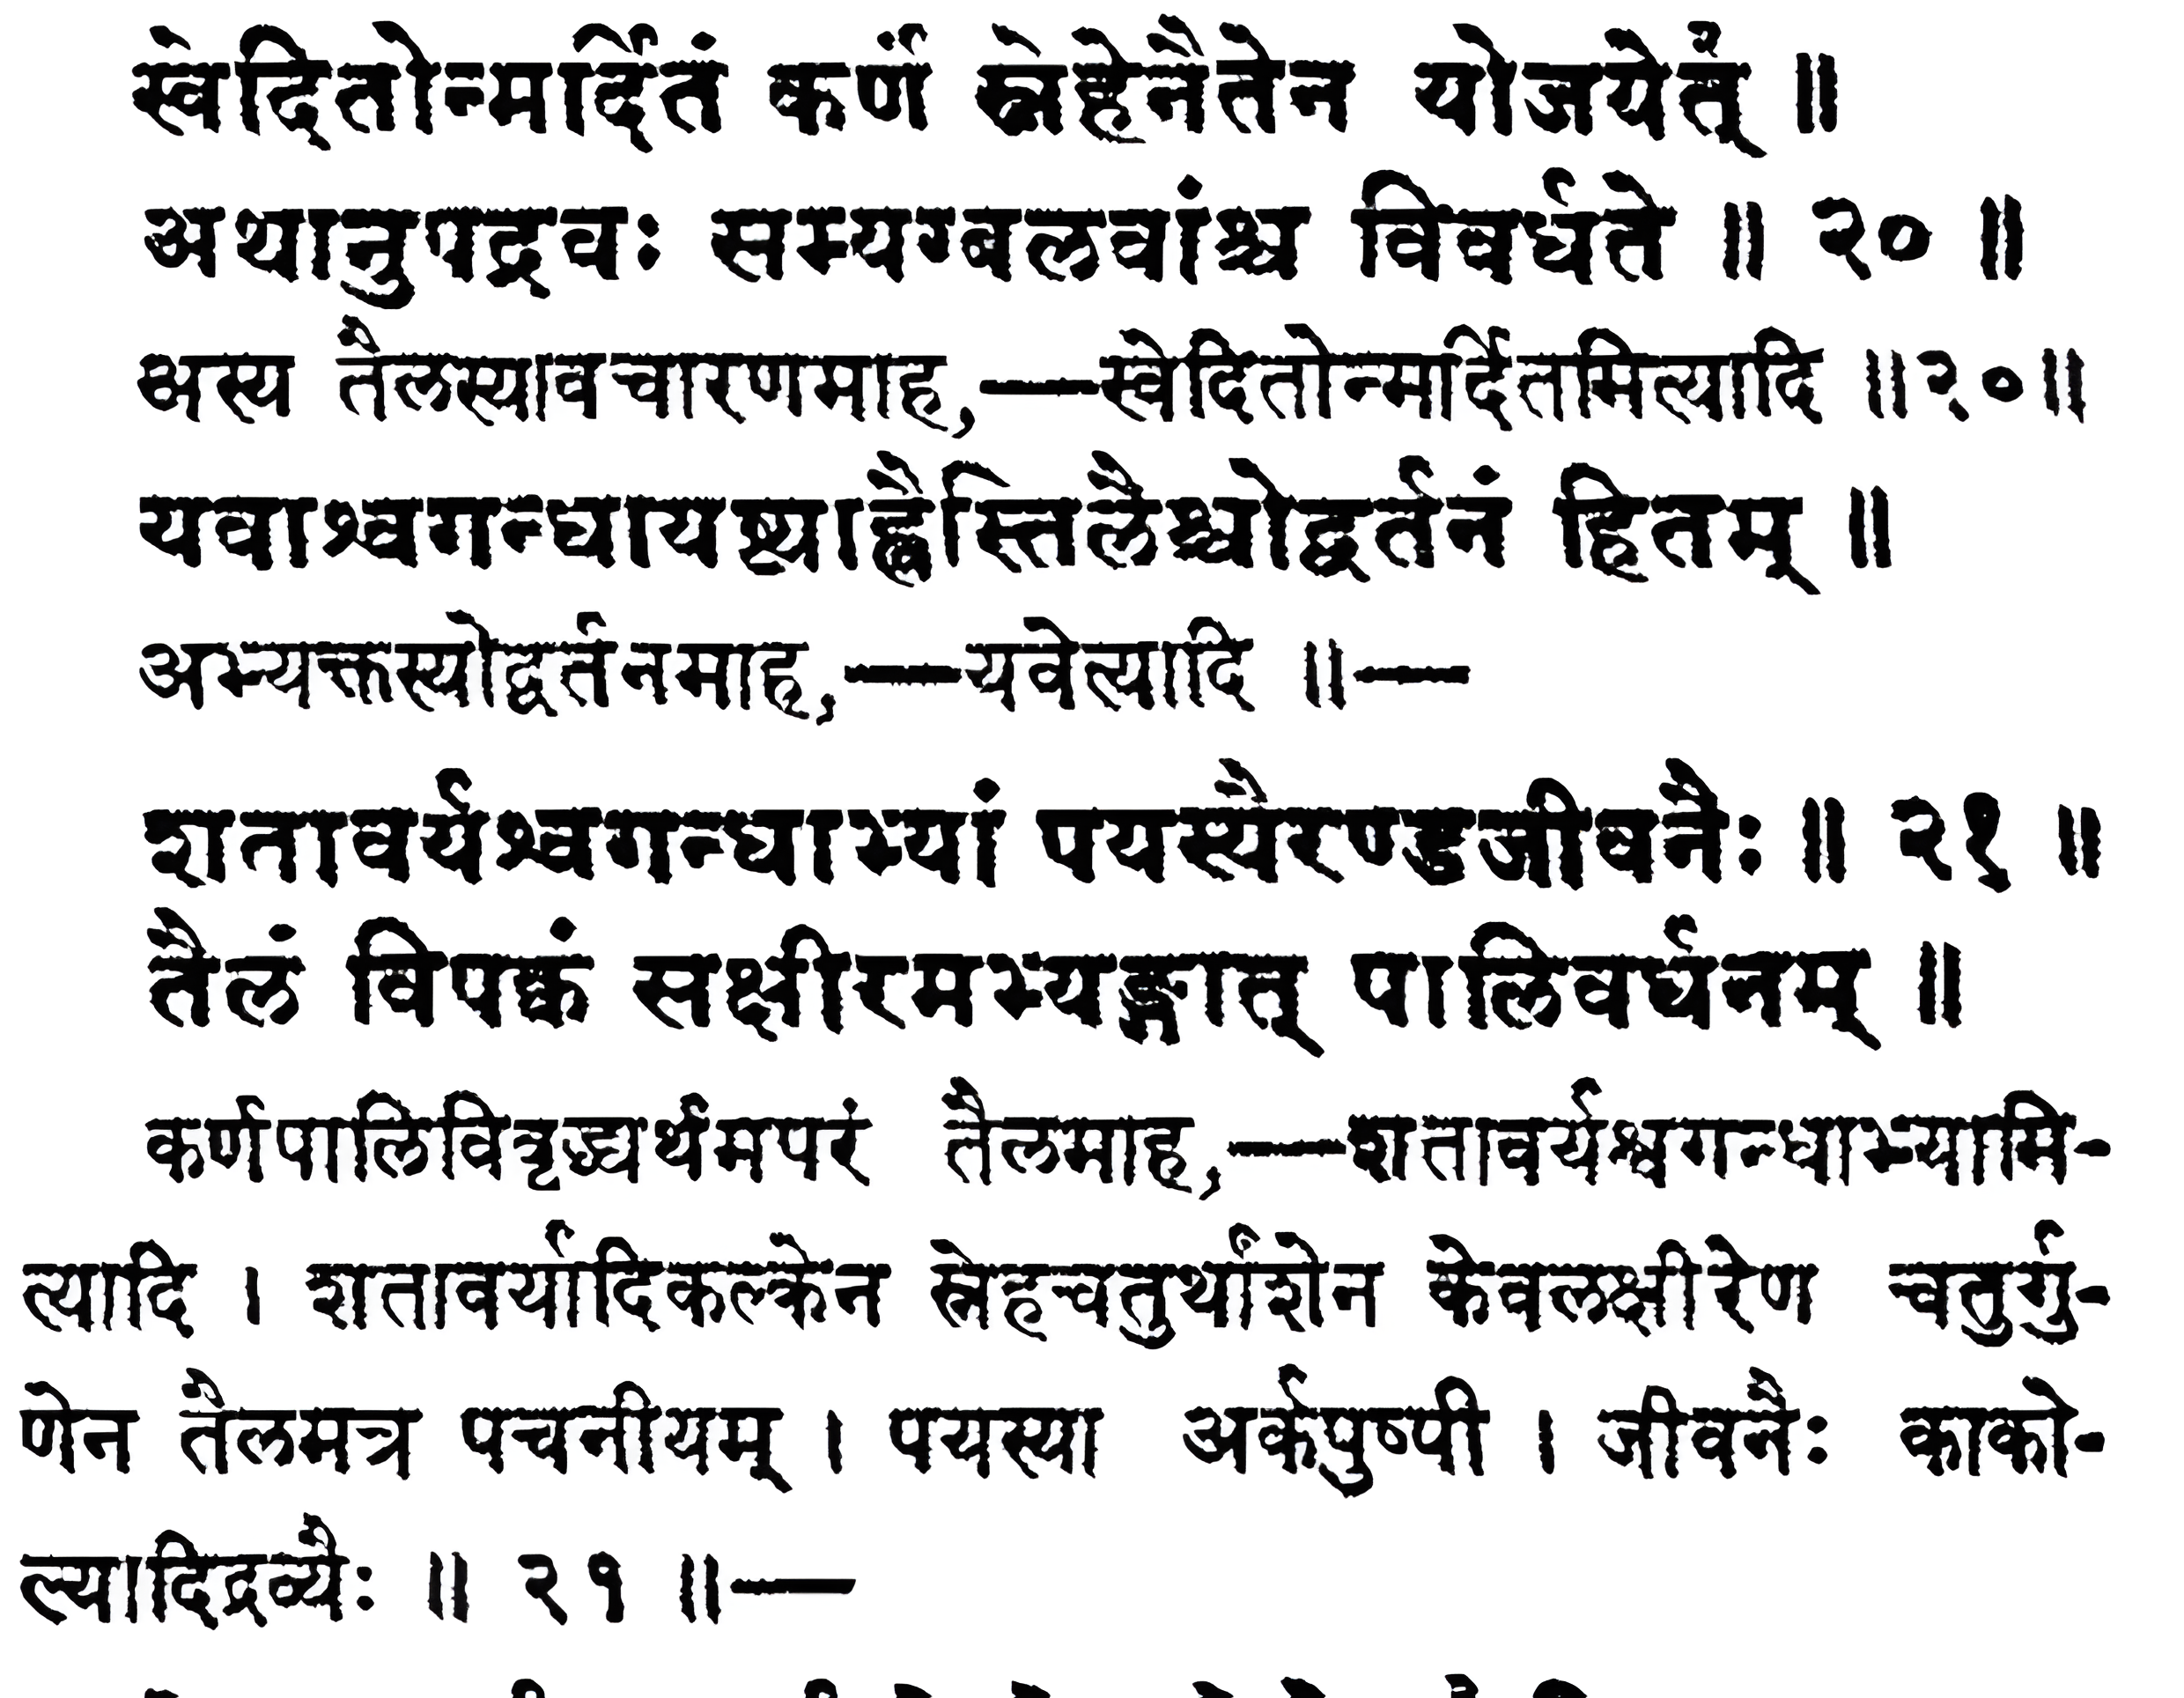 स्वेदितोन्मर्दितं कर्णं स्नेहेनैतेन योजयेत् ॥
अथानुपद्रवः सम्यग्बलवांश्च विवर्धते ॥ २० ॥
अस्य तैलस्यावचारणमाह,—स्वेदितोन्मर्दितमित्यादि ॥२०॥
यवाश्वगन्धायष्ट्याह्वैस्तिलैश्चोद्वर्तनं हितम् ॥
अभ्यक्तस्योद्वर्तनमाह,—यवेत्यादि ॥—
शतावर्यश्वगन्धाभ्यां पयस्यैरण्डजीवनैः ॥ २१ ॥
तैलं विपक्वं सक्षीरमभ्यङ्गात् पालिवर्धनम् ॥
कर्णपालिविवृद्ध्यर्थमपरं तैलमाह,—शतावर्यश्वगन्धाभ्यामि-
त्यादि । शतावर्यादिकल्केन स्नेहचतुर्थांशेन केवलक्षीरेण चतुर्गु-
णेन तैलमत्र पचनीयम् । पयस्या अर्कपुष्पी । जीवनैः काको-
ल्यादिद्रव्यैः ॥ २१ ॥—